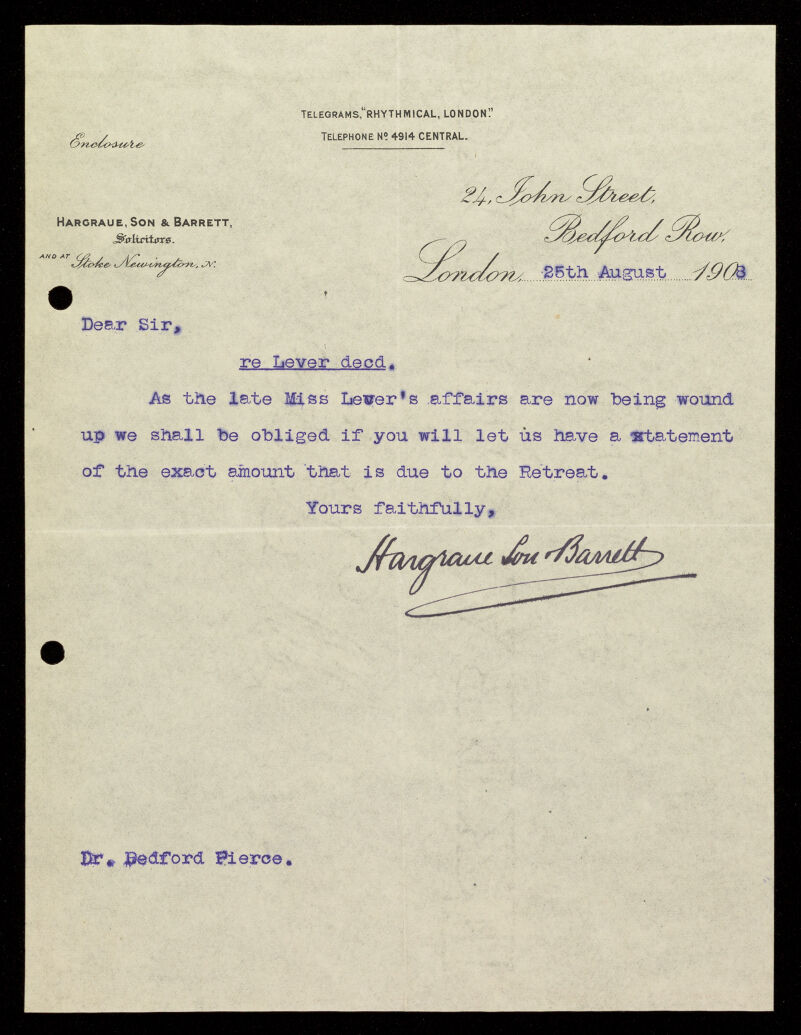 TELEGRAMS, "RHYTHMICAL, LONDON."
TELEPHONE Nº 4914 CENTRAL.
Enclosure
24, John Street,
Bedford Row,
London, 25th August 1903
HARGRAVE, SON & BARRETT,
Solicitors.
AND AT Stoke Newington, N.
Dear Sir,
re Lever decd.
As the late Miss Lever's affairs are now being wound
up we shall be obliged if you will let us have a statement
of the exact amount that is due to the Retreat.
Yours faithfully,
Hargrave Son & Barrett
Dr. Bedford Pierce.